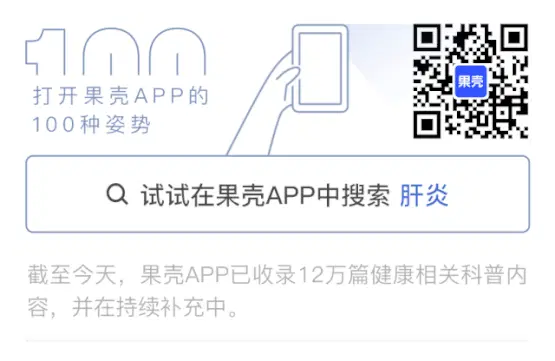 100
打开果壳APP的
100种姿势
果壳
试试在果壳APP中搜索 肝炎
截至今天，果壳APP已收录12万篇健康相关科普内
容，并在持续补充中。